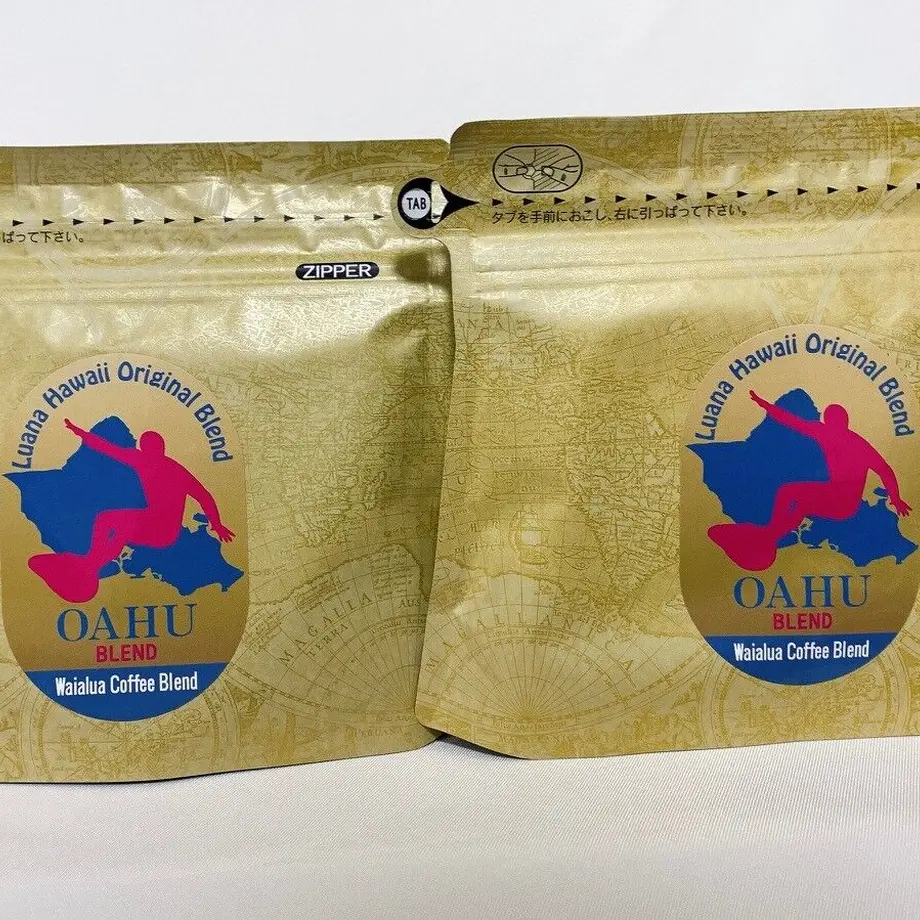 ぱって下さい。
ZIPPER
Luana Hawaii Original Blend
OAHU
BLEND
Waialua Coffee Blend
TAB
タブを手前におこし、右に引っぱって下さい。
Luana Hawaii Original Blend
OAHU
BLEND
Waialua Coffee Blend
MAGALLA